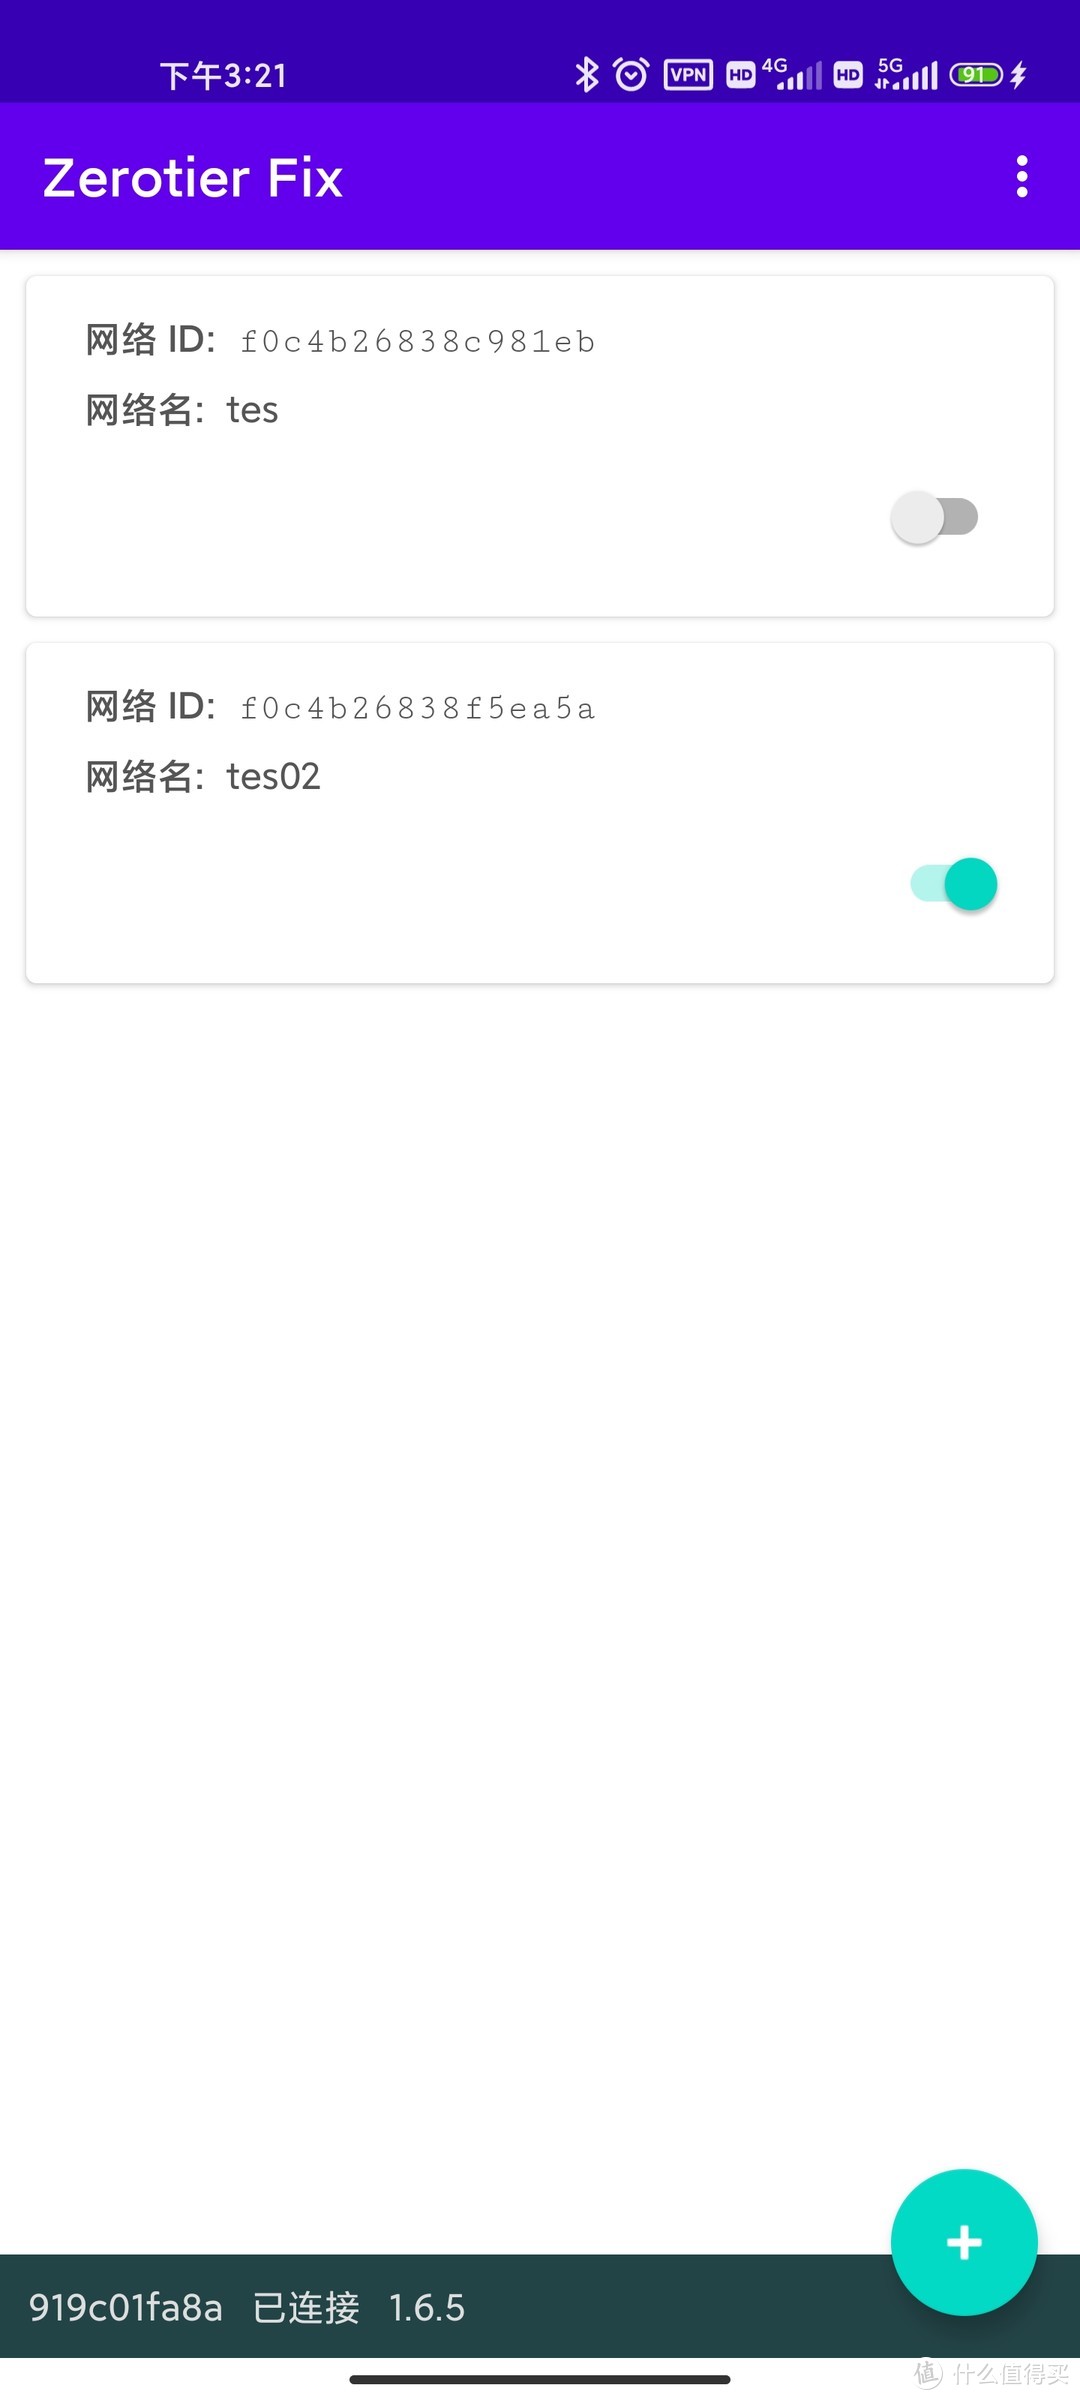 下午3:21 VPN HD 4G HD 5G 91
Zerotier Fix
网络 ID: f0c4b26838c981eb
网络名: tes
网络 ID: f0c4b26838f5ea5a
网络名: tes02
919c01fa8a 已连接 1.6.5
值 什么值得买